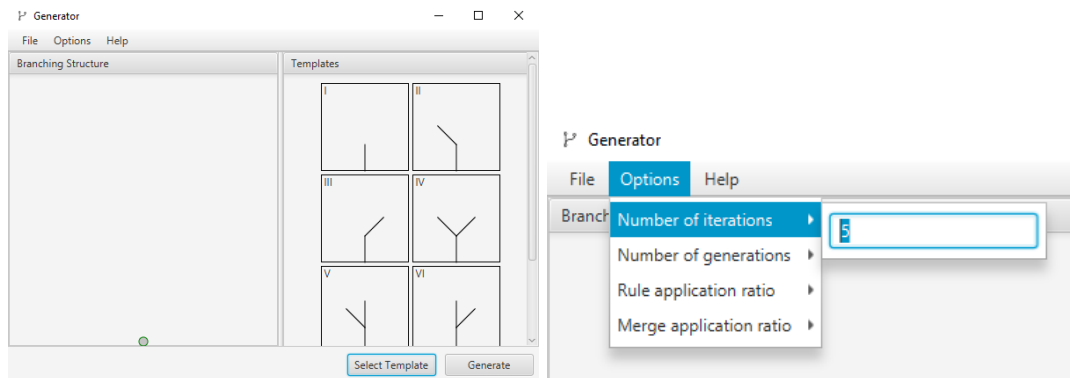 Generator
File Options Help
Branching Structure
Templates
I
II
III
IV
V
VI
Select Template
Generate
Generator
File Options Help
Branch
Number of iterations
5
Number of generations
Rule application ratio
Merge application ratio